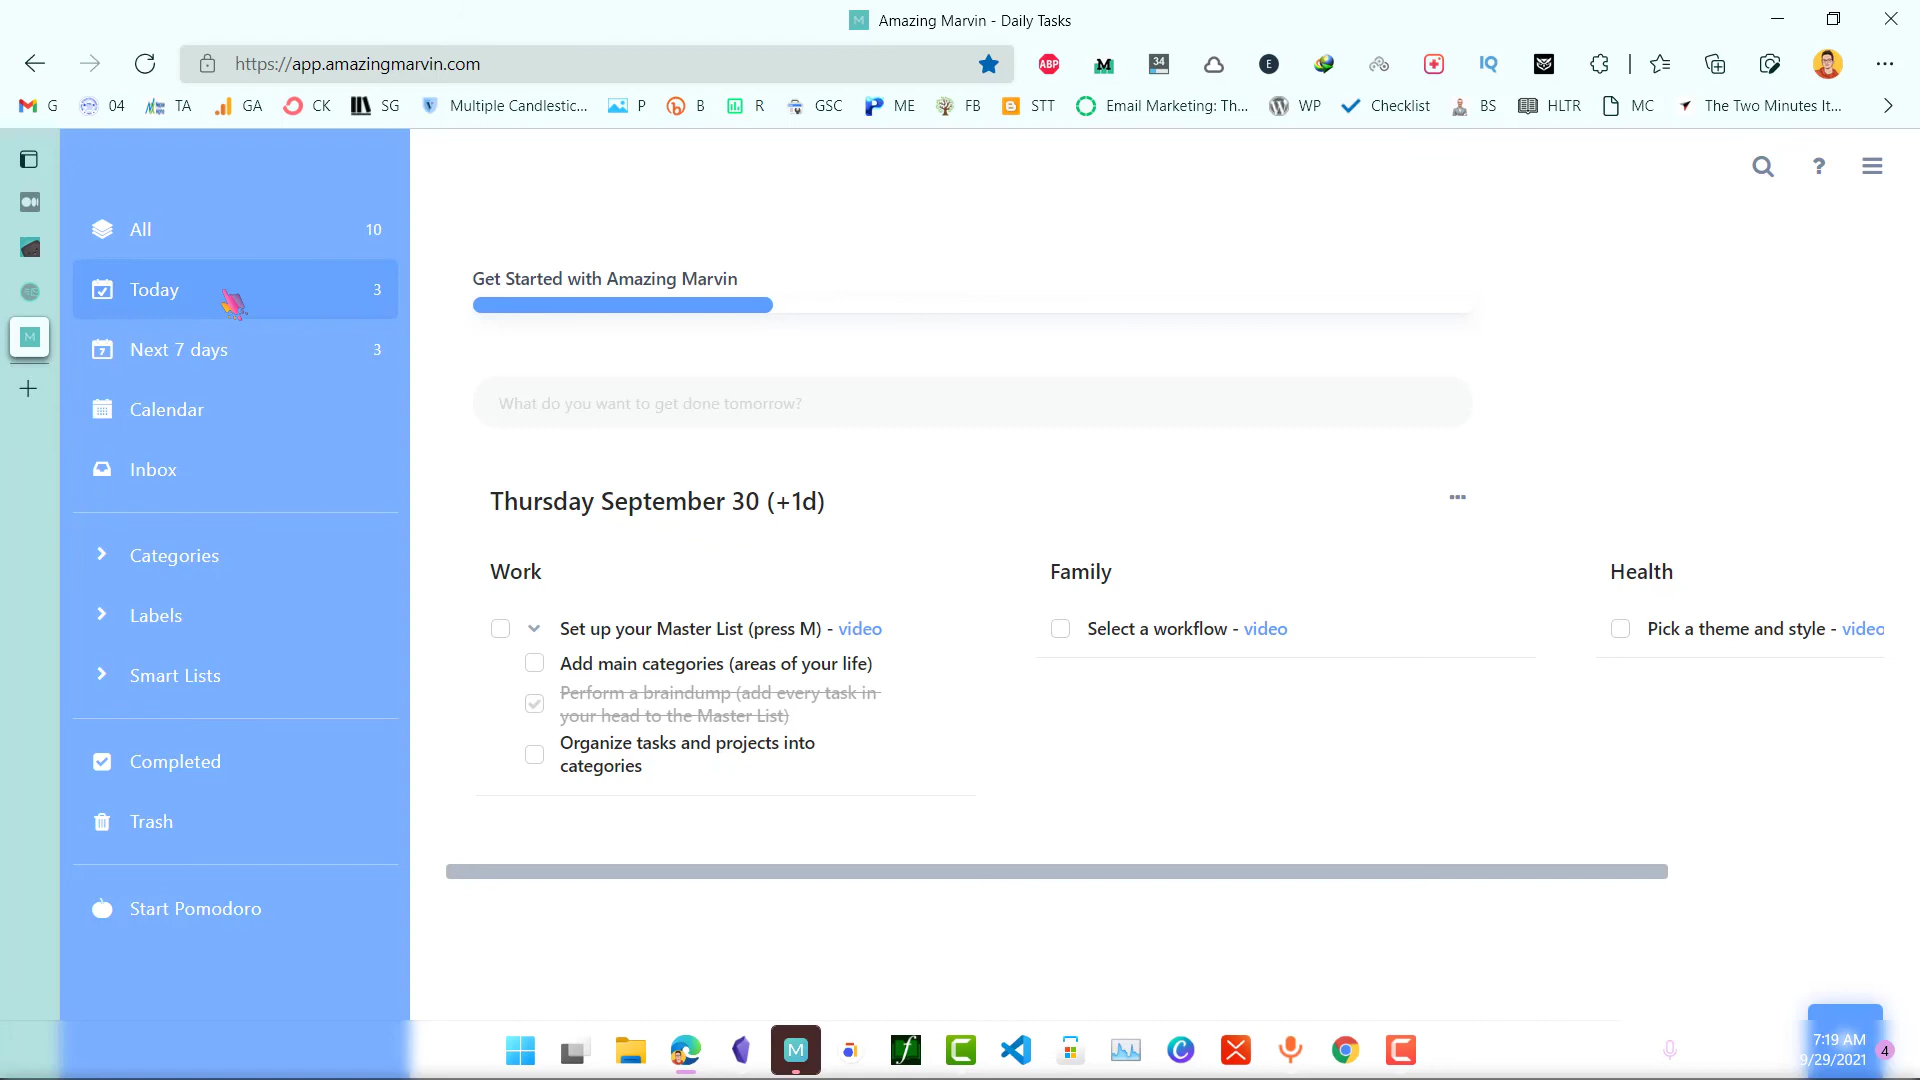 Amazing Marvin - Daily Tasks
https://app.amazingmarvin.com
ABP
M
34
E
IQ
G
04
TA
GA
CK
SG
Multiple Candlestic...
P
B
R
GSC
ME
FB
STT
Email Marketing: Th...
WP
Checklist
BS
HLTR
MC
The Two Minutes It...
All 10
Today 3
Next 7 days 3
Calendar
Inbox
Categories
Labels
Smart Lists
Completed
Trash
Start Pomodoro
?
Get Started with Amazing Marvin
What do you want to get done tomorrow?
Thursday September 30 (+1d)
Work
Set up your Master List (press M) - video
Add main categories (areas of your life)
Perform a braindump (add every task in
your head to the Master List)
Organize tasks and projects into
categories
Family
Select a workflow - video
Health
Pick a theme and style - video
M
7:19 AM
9/29/2021
4